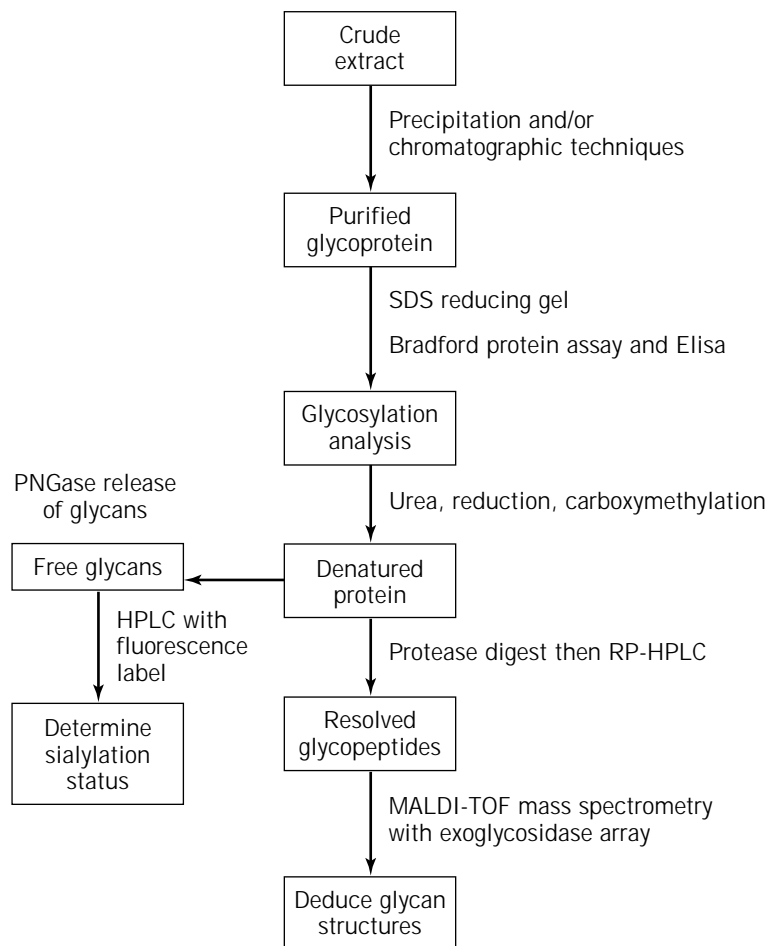 Crude
extract
Precipitation and/or
chromatographic techniques
Purified
glycoprotein
SDS reducing gel
Bradford protein assay and Elisa
Glycosylation
analysis
Urea, reduction, carboxymethylation
PNGase release
of glycans
Free glycans
Denatured
protein
HPLC with
fluorescence
label
Protease digest then RP-HPLC
Determine
sialylation
status
Resolved
glycopeptides
MALDI-TOF mass spectrometry
with exoglycosidase array
Deduce glycan
structures